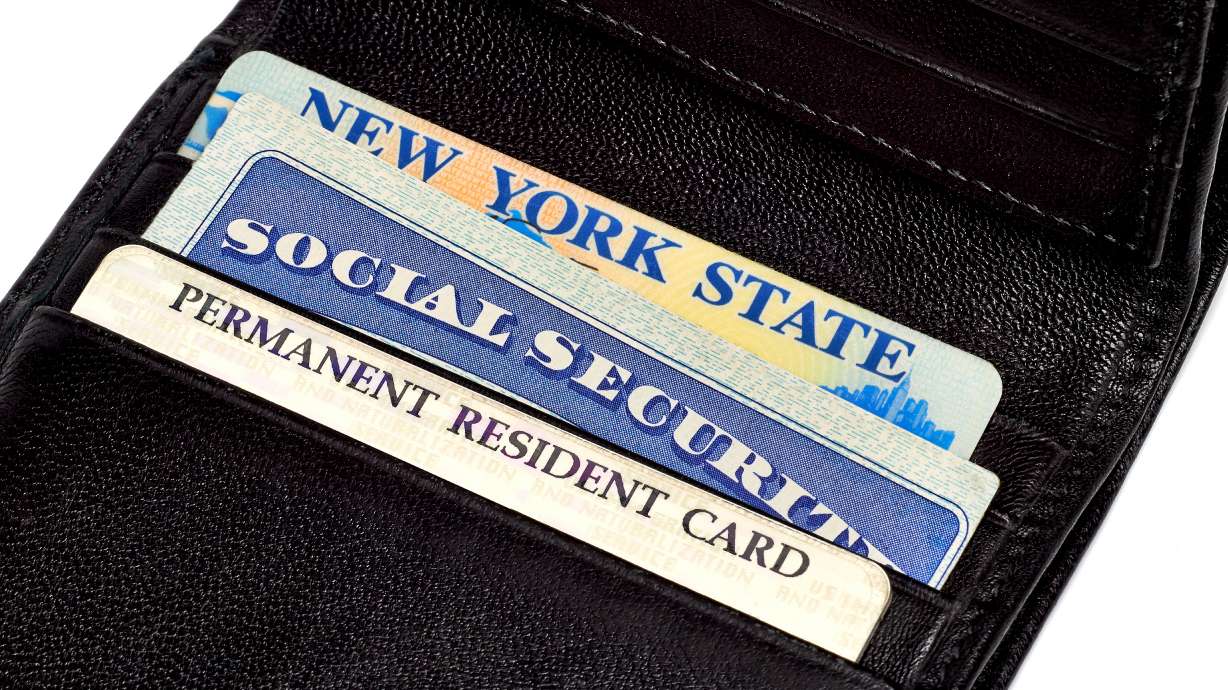 NEW YORK STATE
SOCIAL SECURITY
PERMANENT RESIDENT CARD